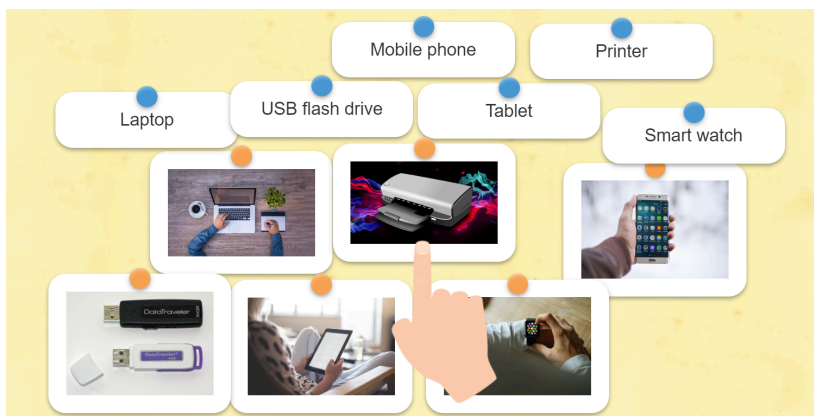 Mobile phone
Printer
Laptop
USB flash drive
Tablet
Smart watch
DataTraveler
DataTraveler